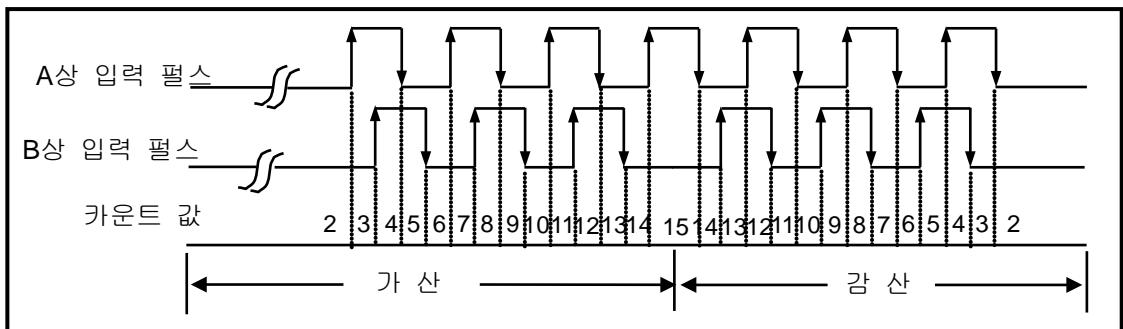 A상 입력 펄스
B상 입력 펄스
카운트 값 2 3 4 5 6 7 8 9 10 11 12 13 14 15 14 13 12 11 10 9 8 7 6 5 4 3 2
가 산 감 산